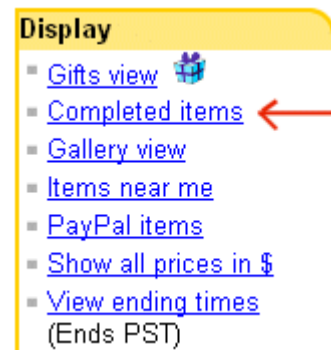 Display
Gifts view
Completed items
Gallery view
Items near me
PayPal items
Show all prices in $
View ending times
(Ends PST)